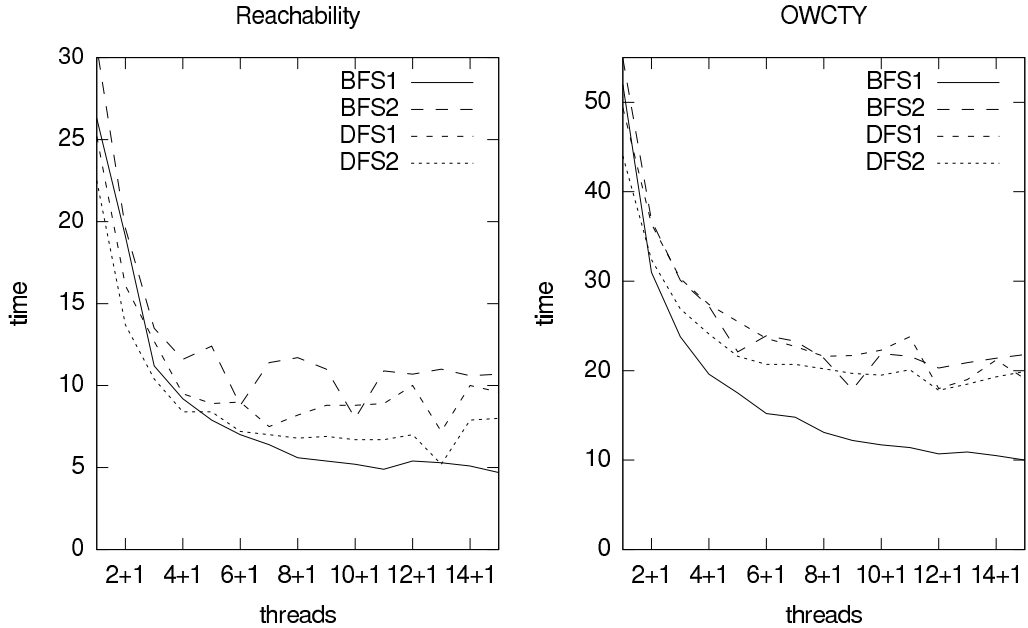 Reachability
OWCTY
30
25
20
15
10
5
0
time
BFS1
BFS2
DFS1
DFS2
2+1 4+1 6+1 8+1 10+1 12+1 14+1
threads
50
40
30
20
10
0
time
BFS1
BFS2
DFS1
DFS2
2+1 4+1 6+1 8+1 10+1 12+1 14+1
threads